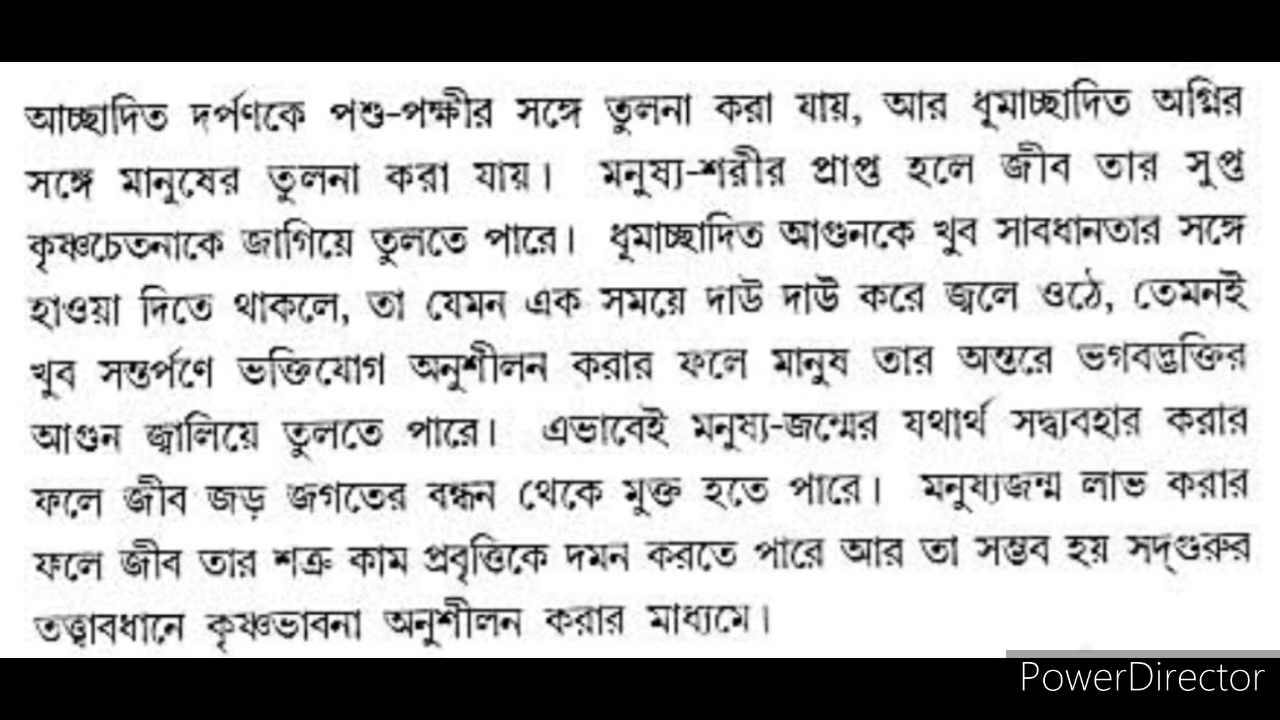 আচ্ছাদিত দর্পণকে পশু-পক্ষীর সঙ্গে তুলনা করা যায়, আর ধূমাচ্ছাদিত অগ্নির
সঙ্গে মানুষের তুলনা করা যায়। মনুষ্য-শরীর প্রাপ্ত হলে জীব তার সুপ্ত
কৃষ্ণচেতনাকে জাগিয়ে তুলতে পারে। ধূমাচ্ছাদিত আগুনকে খুব সাবধানতার সঙ্গে
হাওয়া দিতে থাকলে, তা যেমন এক সময়ে দাউ দাউ করে জ্বলে ওঠে, তেমনই
খুব সন্তর্পণে ভক্তিযোগ অনুশীলন করার ফলে মানুষ তার অন্তরে ভগবদ্ভক্তির
আগুন জ্বালিয়ে তুলতে পারে। এভাবেই মনুষ্য-জন্মের যথার্থ সদ্ব্যবহার করার
ফলে জীব জড় জগতের বন্ধন থেকে মুক্ত হতে পারে। মনুষ্যজন্ম লাভ করার
ফলে জীব তার শত্রু কাম প্রবৃত্তিকে দমন করতে পারে আর তা সম্ভব হয় সদ্‌গুরুর
তত্ত্বাবধানে কৃষ্ণভাবনা অনুশীলন করার মাধ্যমে।
PowerDirector